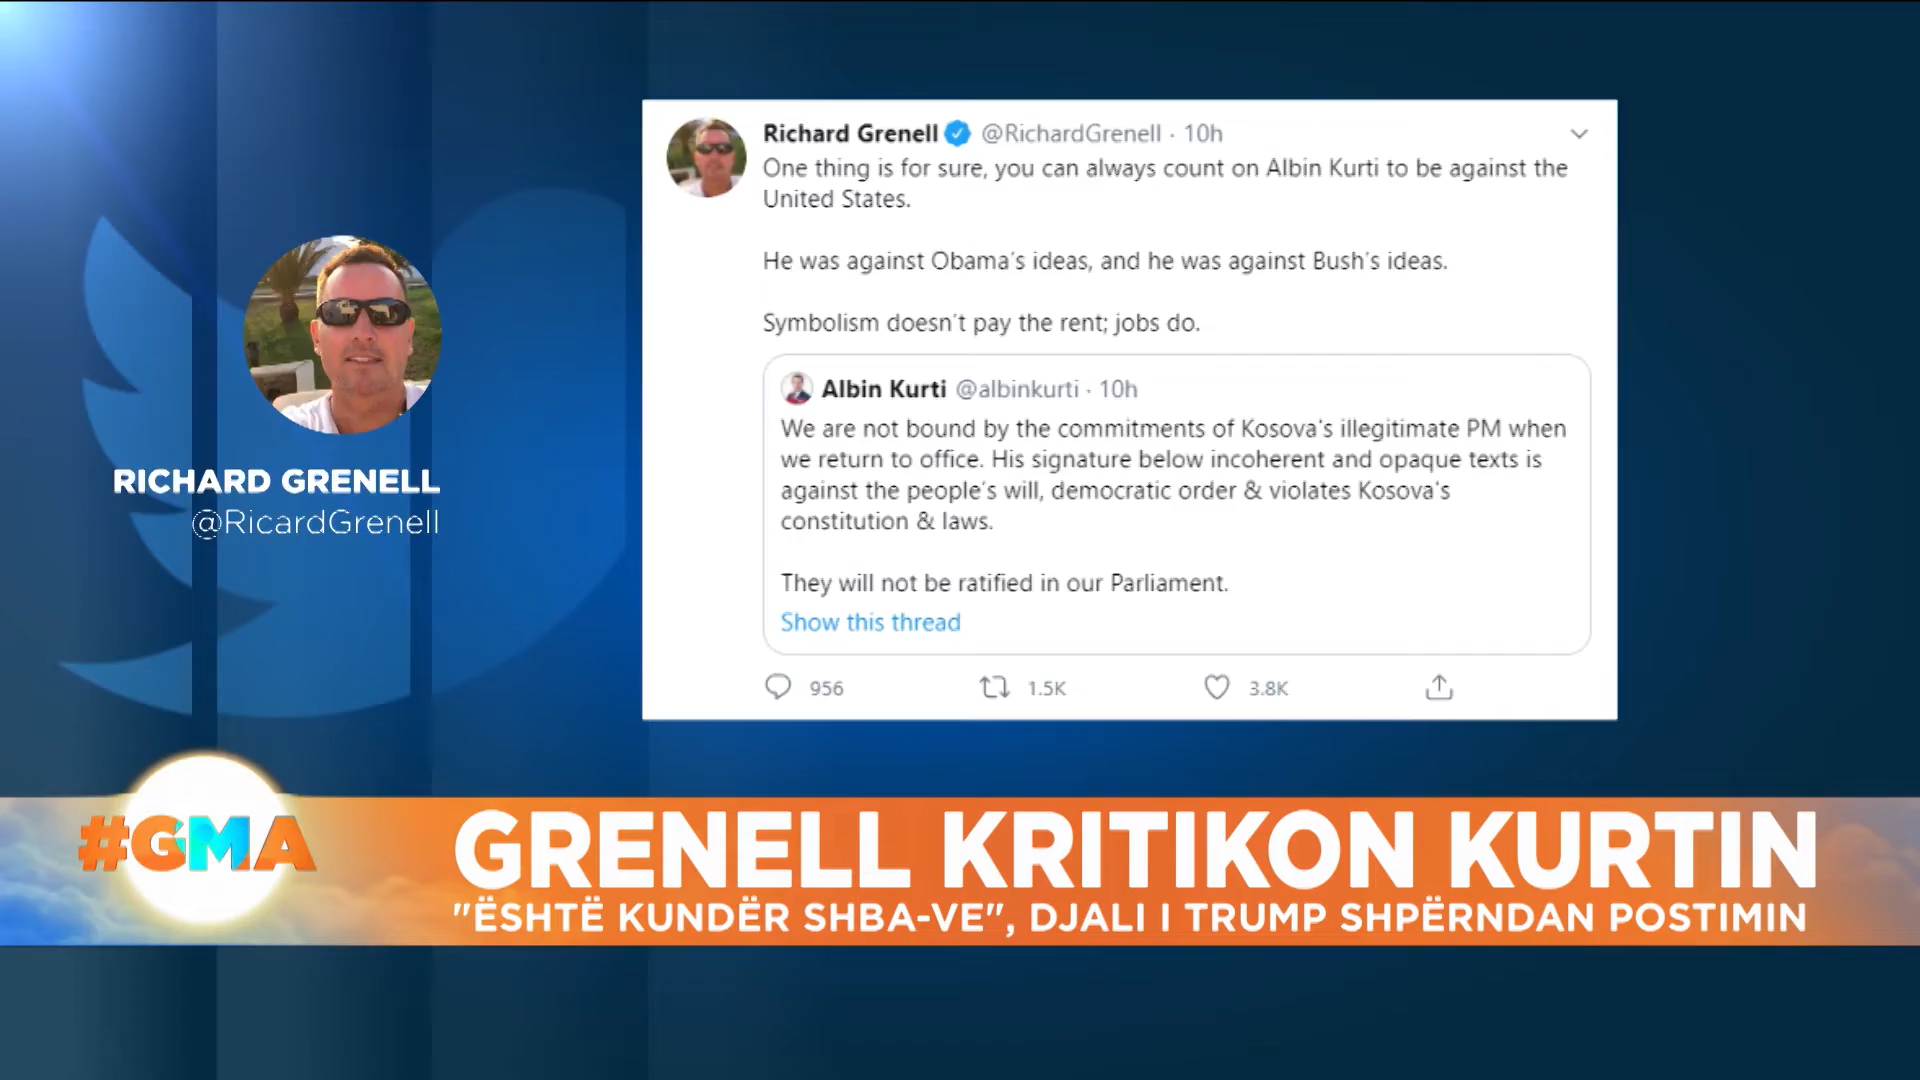 Richard Grenell @RichardGrenell · 10h
One thing is for sure, you can always count on Albin Kurti to be against the
United States.
He was against Obama's ideas, and he was against Bush's ideas.
Symbolism doesn't pay the rent; jobs do.
Albin Kurti @albinkurti · 10h
We are not bound by the commitments of Kosova's illegitimate PM when
we return to office. His signature below incoherent and opaque texts is
against the people's will, democratic order & violates Kosova's
constitution & laws.
They will not be ratified in our Parliament.
Show this thread
956 1.5K 3.8K
RICHARD GRENELL
@RicardGrenell
#GMA
GRENELL KRITIKON KURTIN
"ËSHTË KUNDËR SHBA-VE", DJALI I TRUMP SHPËRNDAN POSTIMIN